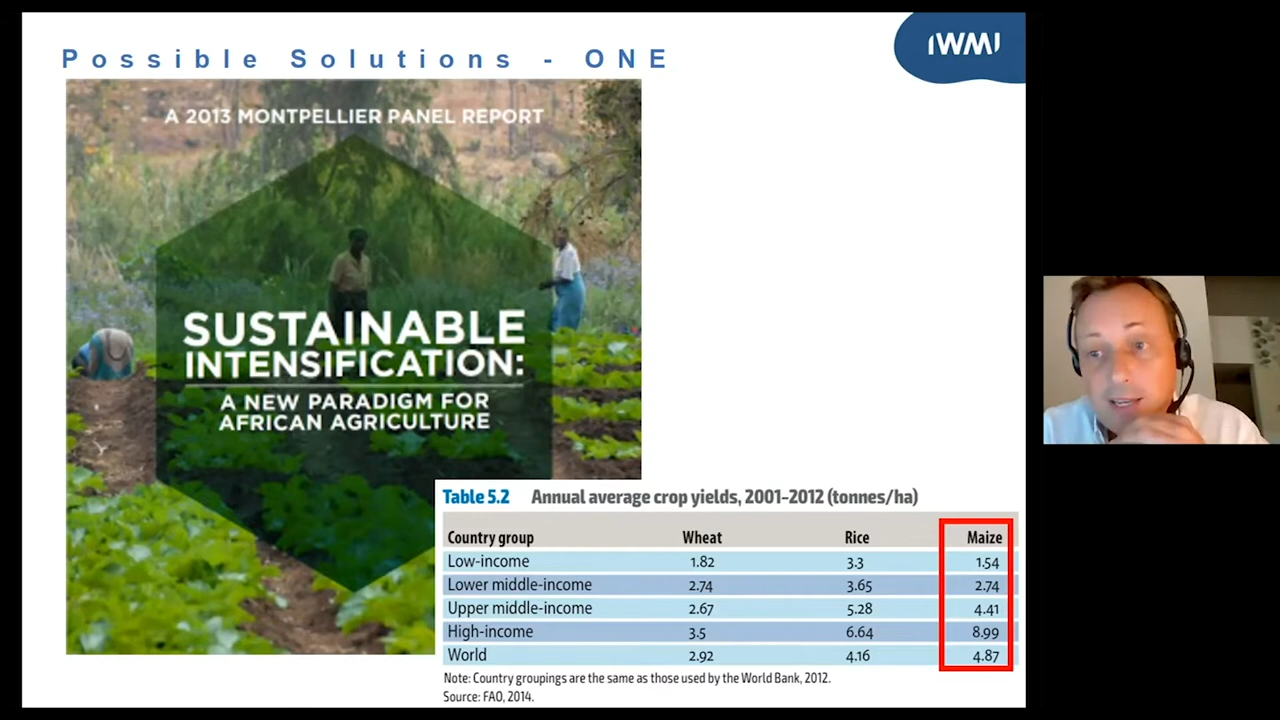 Possible Solutions - ONE
IWMI
A 2013 MONTPELLIER PANEL REPORT
SUSTAINABLE
INTENSIFICATION:
A NEW PARADIGM FOR
AFRICAN AGRICULTURE
Table 5.2 Annual average crop yields, 2001–2012 (tonnes/ha)
Country group Wheat Rice Maize
Low-income 1.82 3.3 1.54
Lower middle-income 2.74 3.65 2.74
Upper middle-income 2.67 5.28 4.41
High-income 3.5 6.64 8.99
World 2.92 4.16 4.87
Note: Country groupings are the same as those used by the World Bank, 2012.
Source: FAO, 2014.